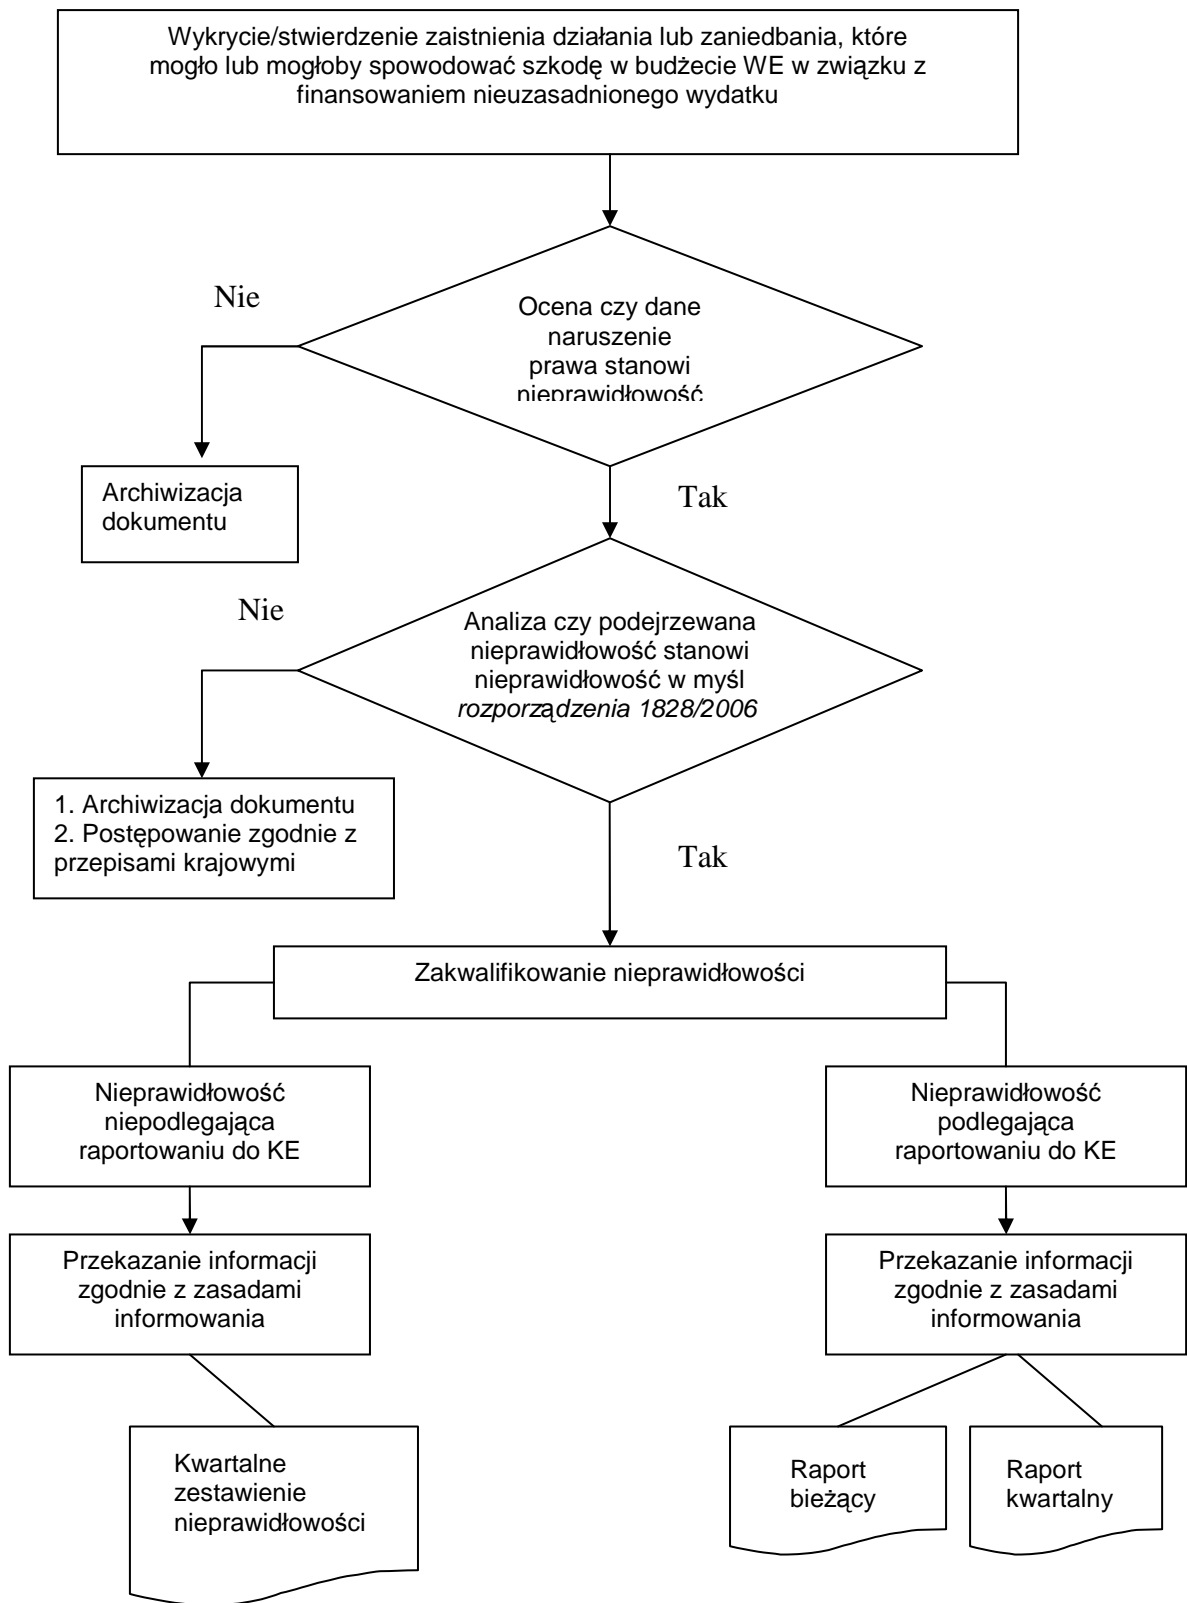 Wykrycie/stwierdzenie zaistnienia działania lub zaniedbania, które
mogło lub mogłoby spowodować szkodę w budżecie WE w związku z
finansowaniem nieuzasadnionego wydatku
Nie
Ocena czy dane
naruszenie
prawa stanowi
nieprawidłowość
Archiwizacja
dokumentu
Tak
Nie
Analiza czy podejrzewana
nieprawidłowość stanowi
nieprawidłowość w myśl
rozporządzenia 1828/2006
1. Archiwizacja dokumentu
2. Postępowanie zgodnie z
przepisami krajowymi
Tak
Zakwalifikowanie nieprawidłowości
Nieprawidłowość
niepodlegająca
raportowaniu do KE
Nieprawidłowość
podlegająca
raportowaniu do KE
Przekazanie informacji
zgodnie z zasadami
informowania
Przekazanie informacji
zgodnie z zasadami
informowania
Kwartalne
zestawienie
nieprawidłowości
Raport
bieżący
Raport
kwartalny